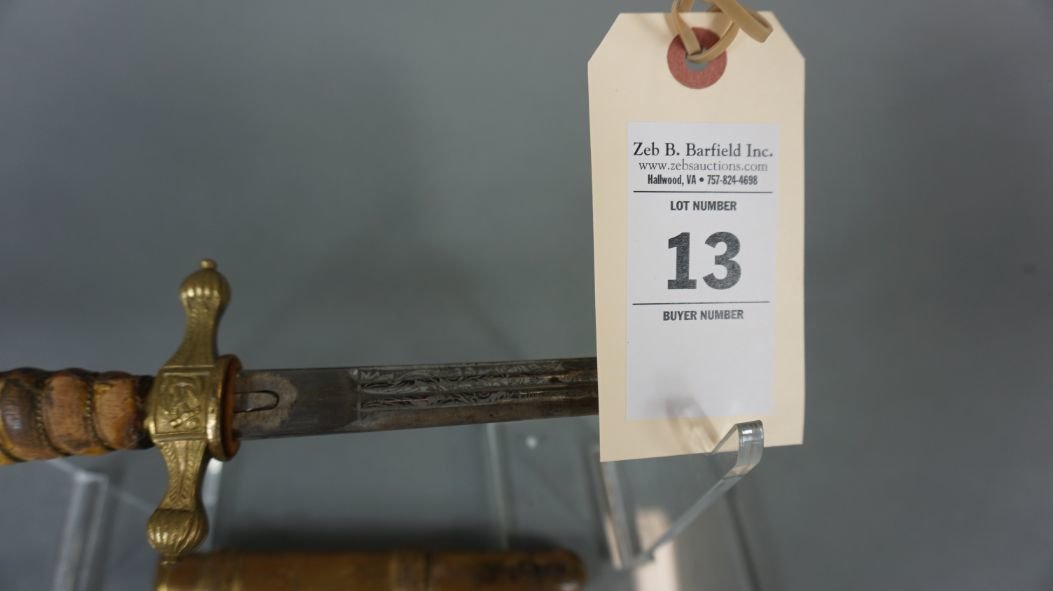 Zeb B. Barfield Inc.
www.zebsauctions.com
Hallwood, VA • 757-824-4698
LOT NUMBER
13
BUYER NUMBER